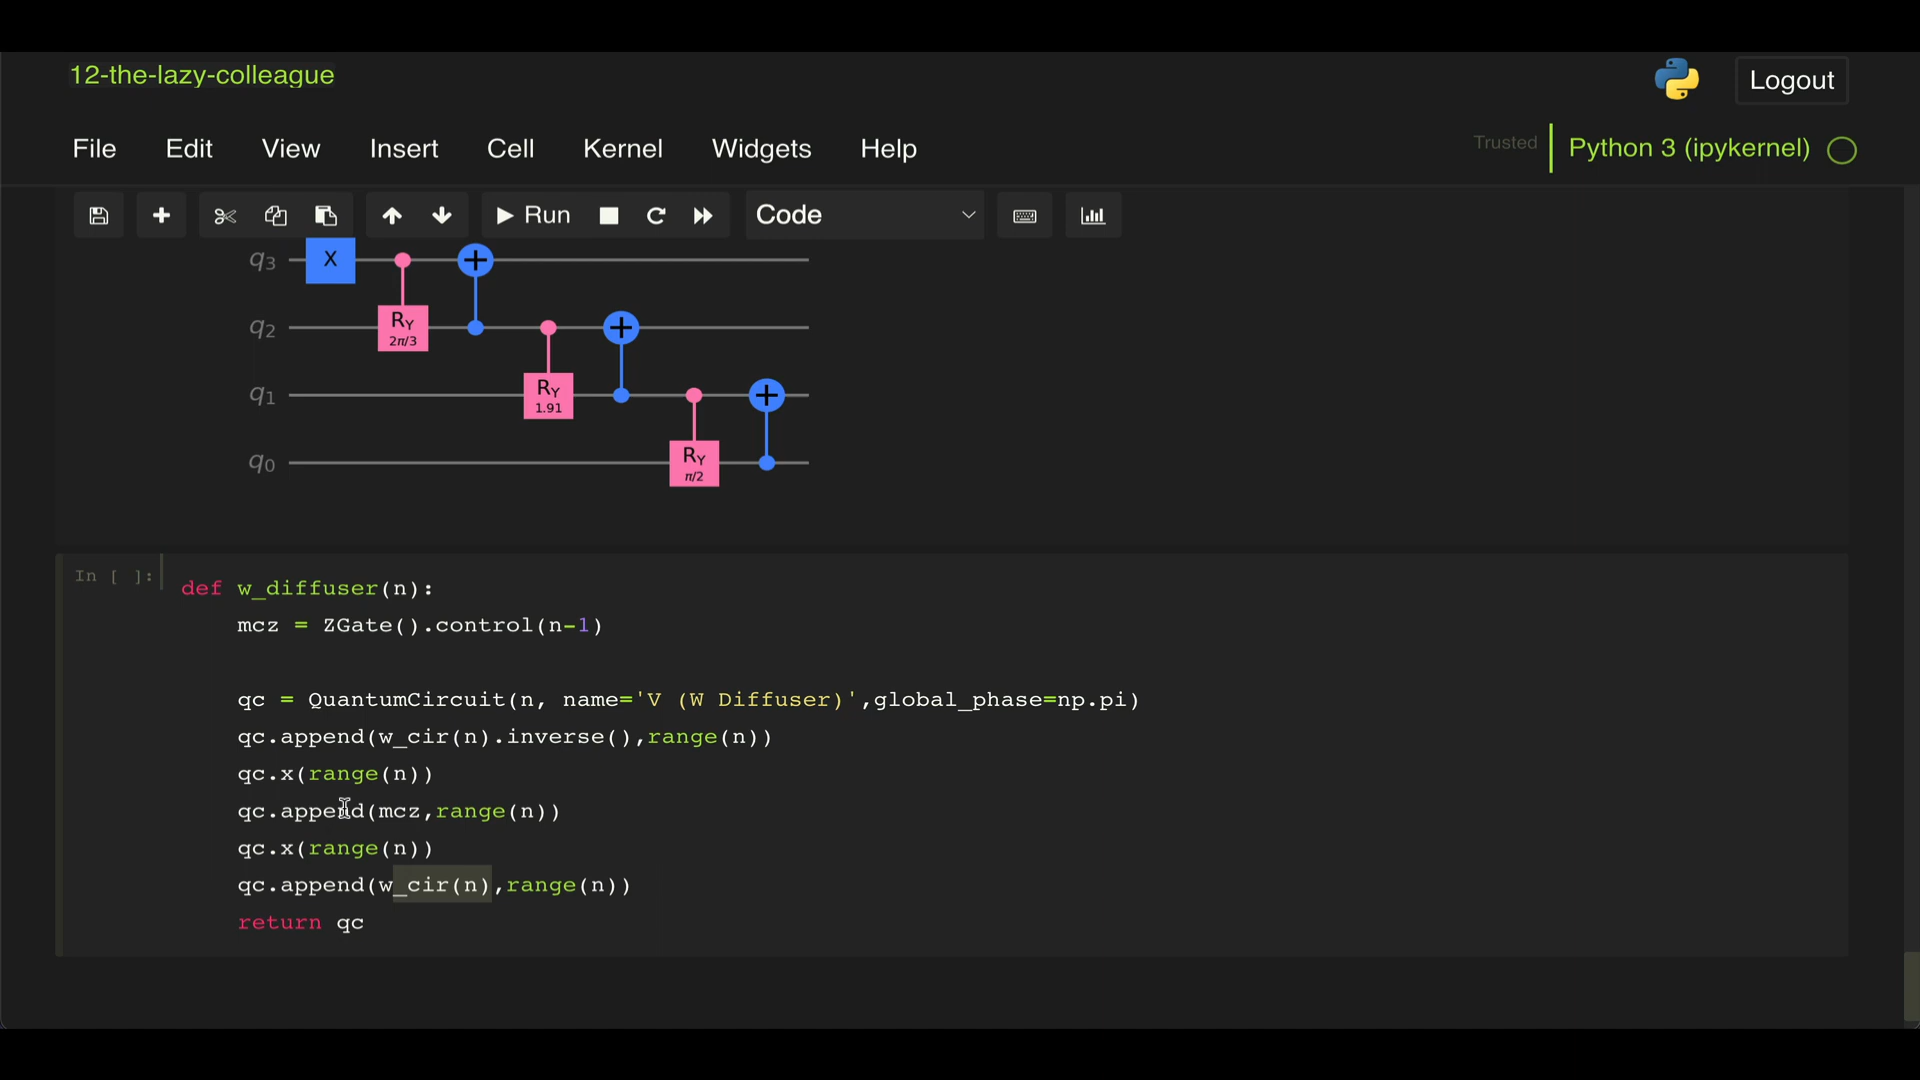 12-the-lazy-colleague
Logout
File Edit View Insert Cell Kernel Widgets Help
Trusted
Python 3 (ipykernel)
Run
Code
q3
X
q2
RY
2π/3
q1
RY
1.91
q0
RY
π/2
In [ ]:
def w_diffuser(n):
    mcz = ZGate().control(n-1)
    qc = QuantumCircuit(n, name='V (W Diffuser)',global_phase=np.pi)
    qc.append(w_cir(n).inverse(),range(n))
    qc.x(range(n))
    qc.append(mcz,range(n))
    qc.x(range(n))
    qc.append(w_cir(n),range(n))
    return qc